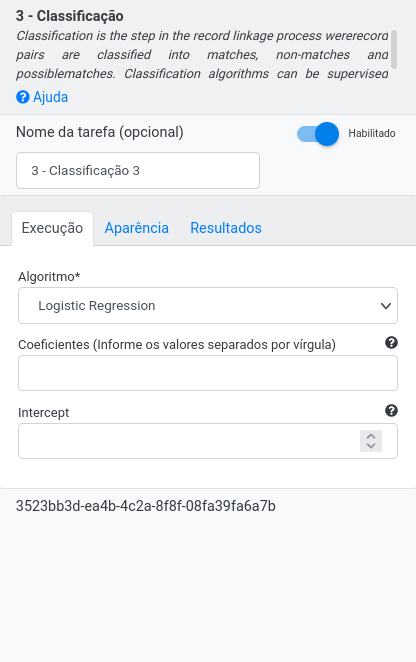 3 - Classificação
Classification is the step in the record linkage process wererecord
pairs are classified into matches, non-matches and
possiblematches. Classification algorithms can be supervised
Ajuda
Nome da tarefa (opcional)
Habilitado
3 - Classificação 3
Execução Aparência Resultados
Algoritmo*
Logistic Regression
Coeficientes (Informe os valores separados por vírgula)
Intercept
3523bb3d-ea4b-4c2a-8f8f-08fa39fa6a7b